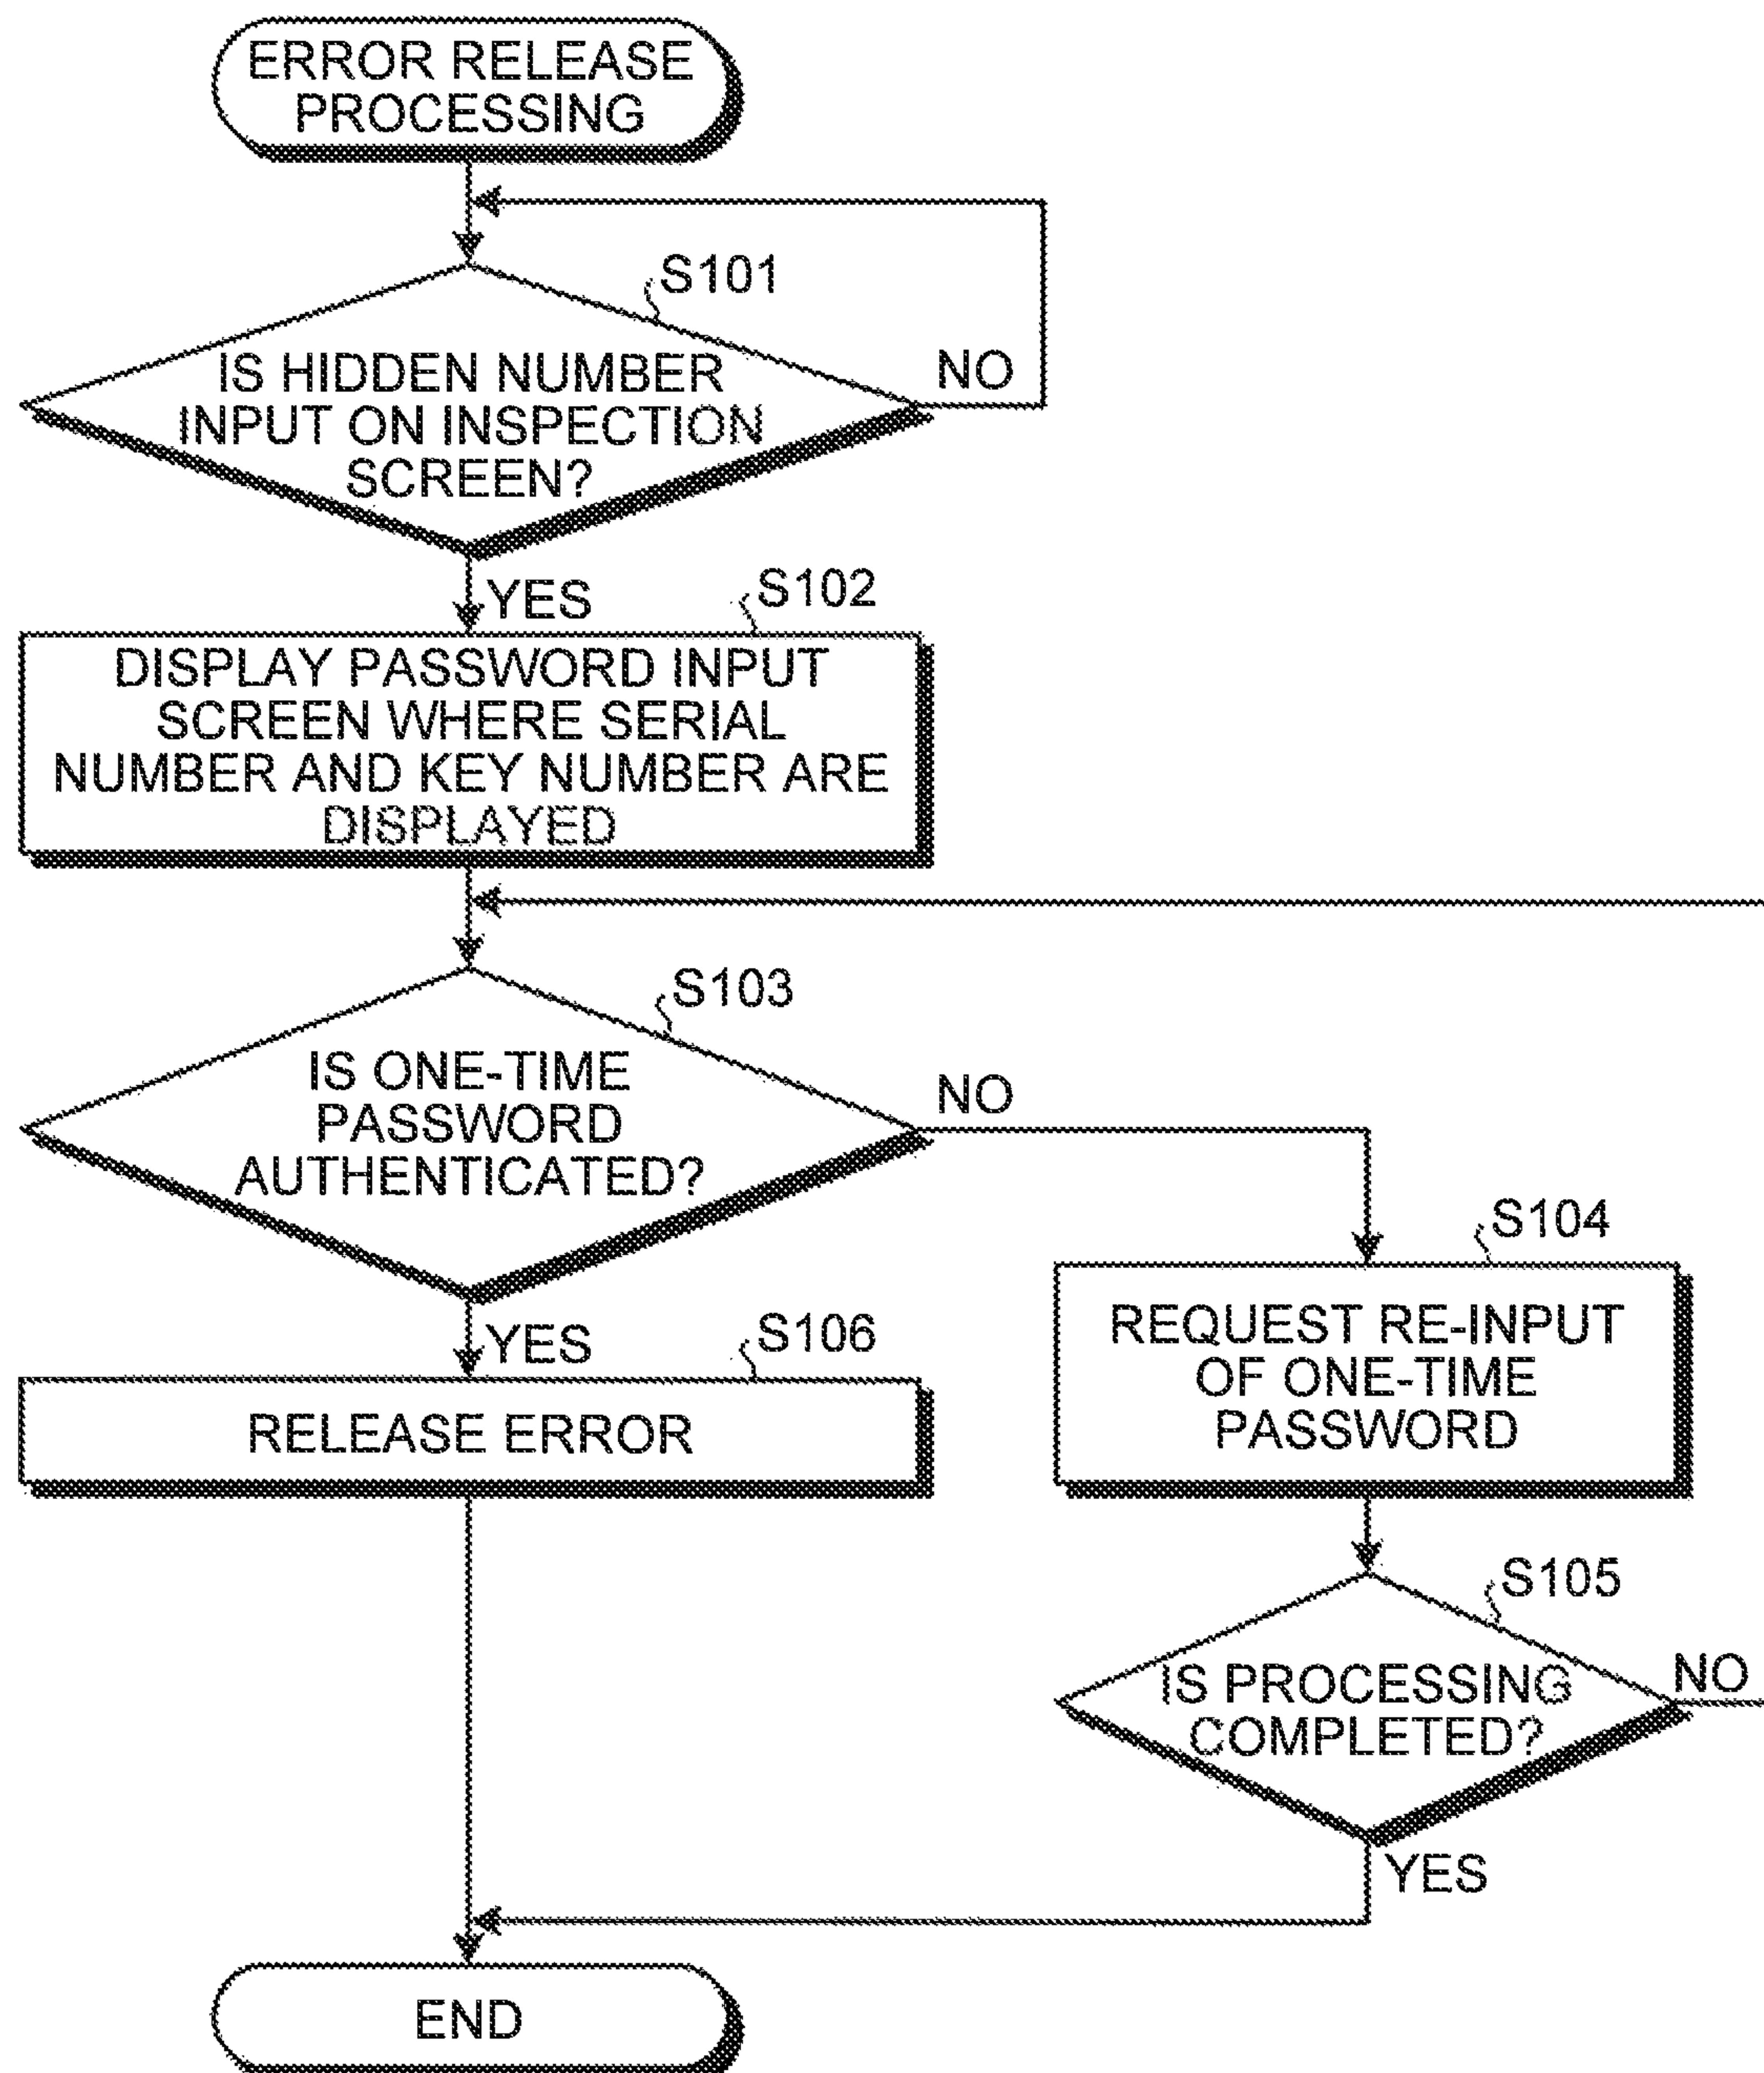 ERROR RELEASE
PROCESSING
S101
IS HIDDEN NUMBER
INPUT ON INSPECTION
SCREEN?
NO
YES
S102
DISPLAY PASSWORD INPUT
SCREEN WHERE SERIAL
NUMBER AND KEY NUMBER ARE
DISPLAYED
S103
IS ONE-TIME
PASSWORD
AUTHENTICATED?
NO
YES
S104
REQUEST RE-INPUT
OF ONE-TIME
PASSWORD
S106
RELEASE ERROR
S105
IS PROCESSING
COMPLETED?
NO
YES
END